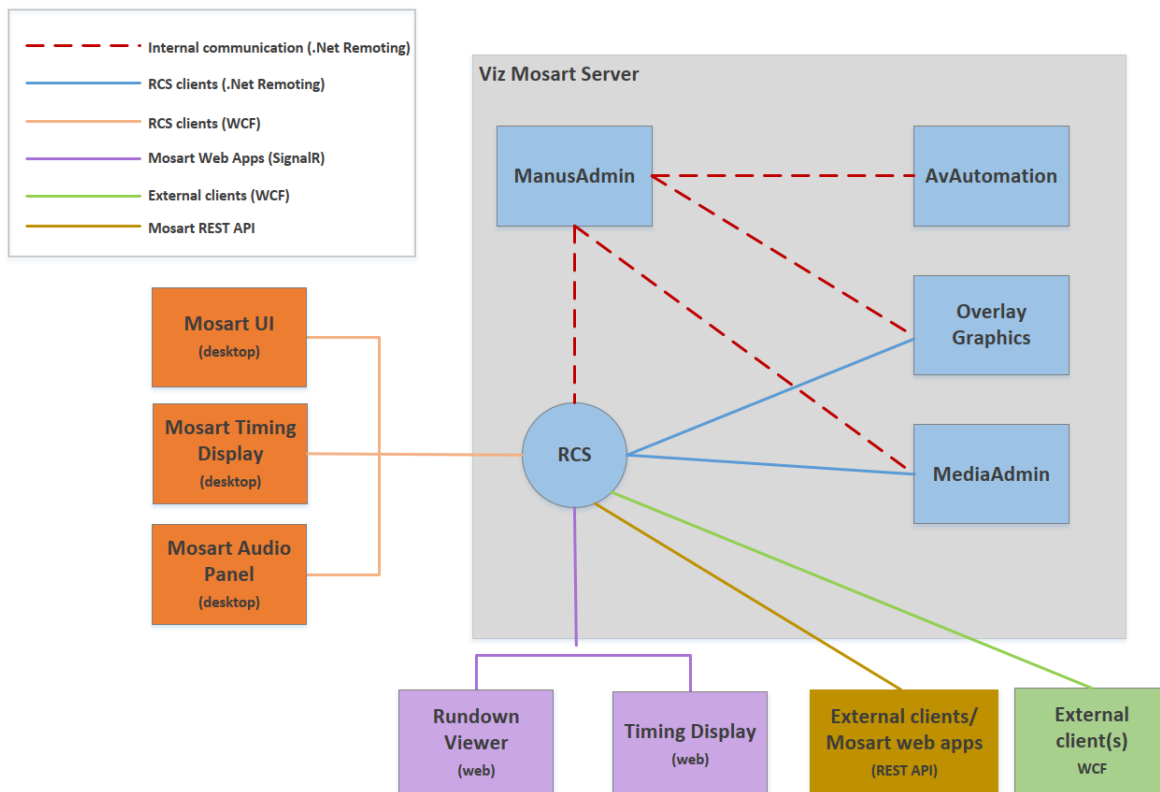 Internal communication (.Net Remoting)
RCS clients (.Net Remoting)
RCS clients (WCF)
Mosart Web Apps (SignalR)
External clients (WCF)
Mosart REST API
Viz Mosart Server
ManusAdmin
AvAutomation
Overlay
Graphics
MediaAdmin
RCS
Mosart UI
(desktop)
Mosart Timing
Display
(desktop)
Mosart Audio
Panel
(desktop)
Rundown
Viewer
(web)
Timing Display
(web)
External clients/
Mosart web apps
(REST API)
External
client(s)
WCF